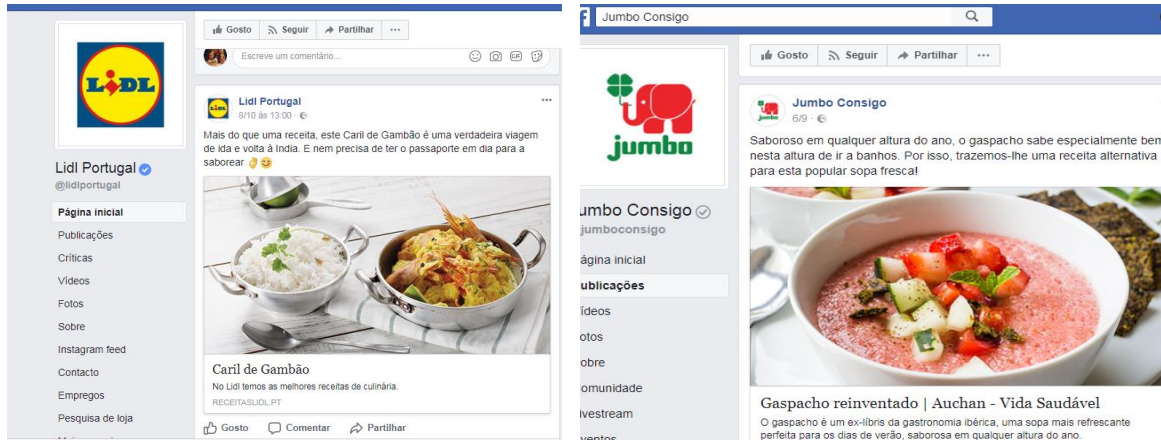 Gosto Seguir Partilhar ...
LIDL
Escreve um comentário...
GIF
Lidl Portugal
8/10 às 13:00 ·
Mais do que uma receita, este Caril de Gambão é uma verdadeira viagem
de ida e volta à India. E nem precisa de ter o passaporte em dia para a
saborear
Lidl Portugal
@lidlportugal
Página inicial
Publicações
Críticas
Vídeos
Fotos
Sobre
Instagram feed
Contacto
Empregos
Pesquisa de loja
Caril de Gambão
No Lidl temos as melhores receitas de culinária.
RECEITASLIDL.PT
Gosto Comentar Partilhar
Jumbo Consigo
Gosto Seguir Partilhar ...
jumbo
Jumbo Consigo
6/9 ·
Saboroso em qualquer altura do ano, o gaspacho sabe especialmente bem
nesta altura de ir a banhos. Por isso, trazemos-lhe uma receita alternativa
para esta popular sopa fresca!
umbo Consigo
jumboconsigo
ágina inicial
ublicações
ídeos
otos
obre
omunidade
ivestream
ventos
Gaspacho reinventado | Auchan - Vida Saudável
O gaspacho é um ex-líbris da gastronomia ibérica, uma sopa mais refrescante
perfeita para os dias de verão, saborosa em qualquer altura do ano.